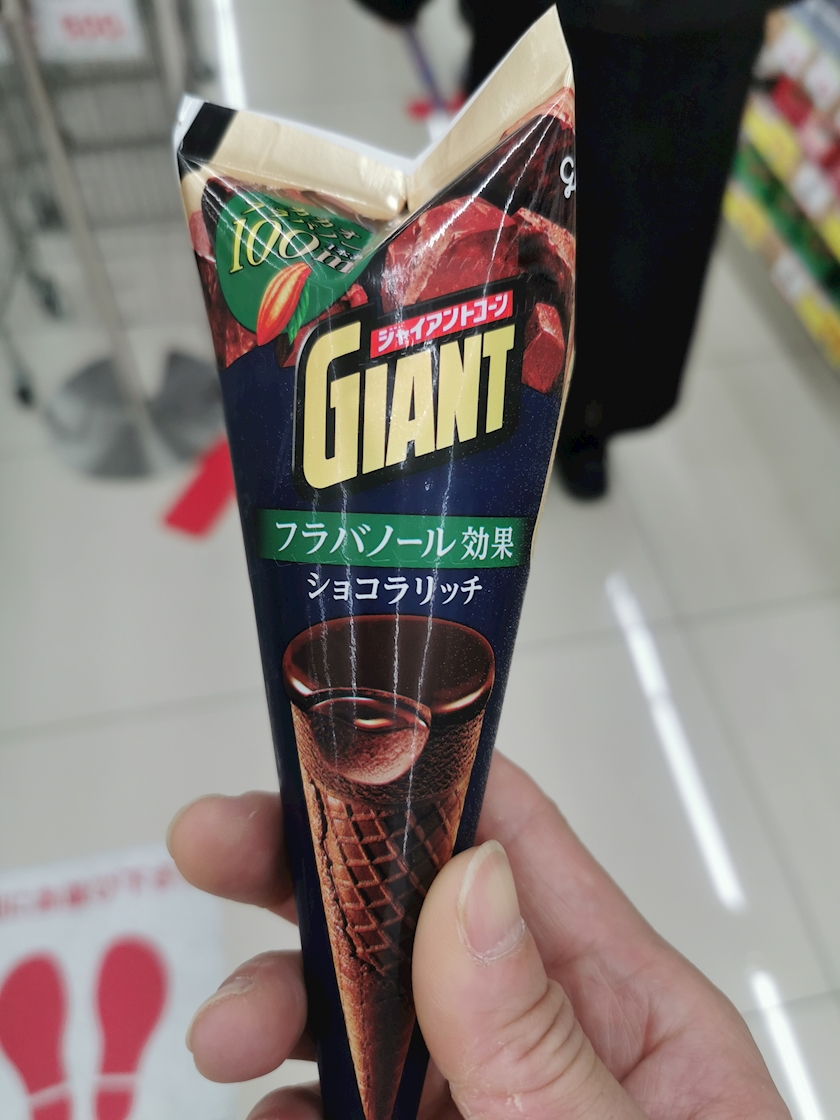 100m
ジャイアントコーン
GIANT
フラバノール効果
ショコラリッチ